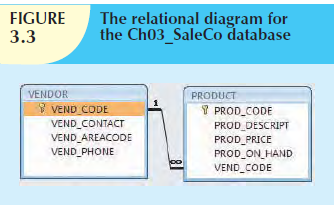 FIGURE
3.3
The relational diagram for
the Ch03_SaleCo database
VENDOR
VEND_CODE
VEND_CONTACT
VEND_AREACODE
VEND_PHONE
1
∞
PRODUCT
PROD_CODE
PROD_DESCRIPT
PROD_PRICE
PROD_ON_HAND
VEND_CODE